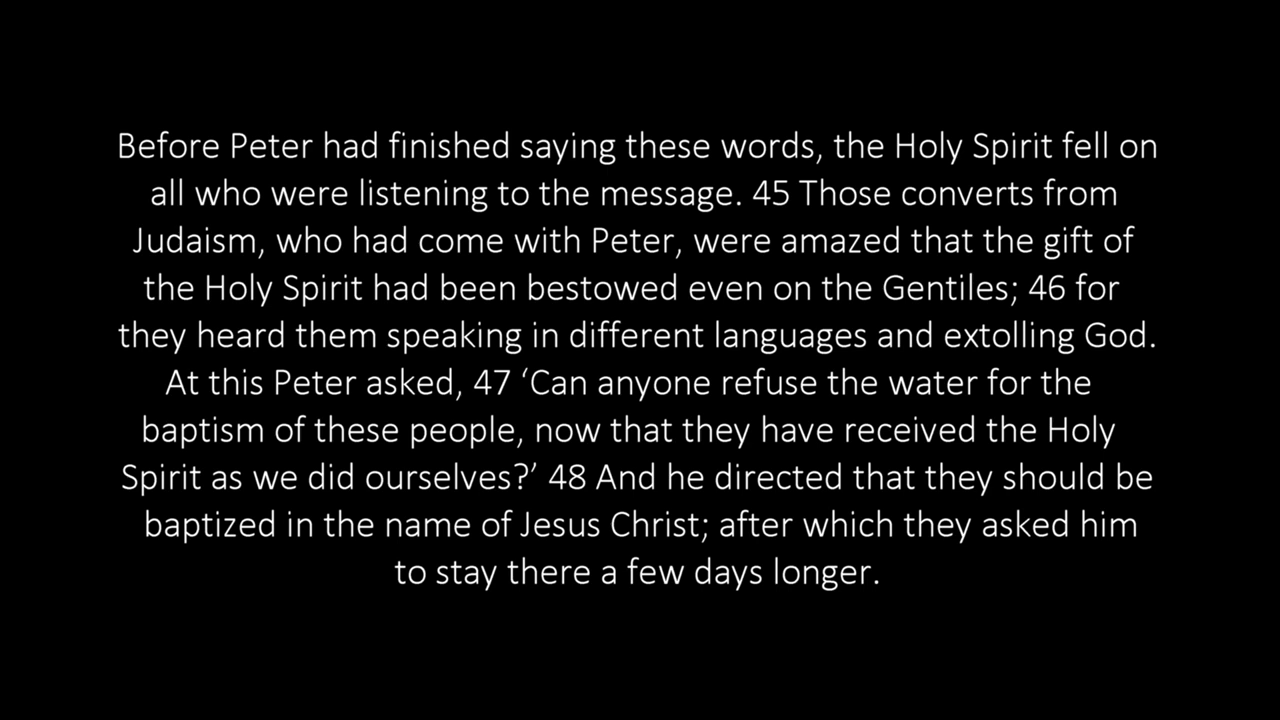 Before Peter had finished saying these words, the Holy Spirit fell on
all who were listening to the message. 45 Those converts from
Judaism, who had come with Peter, were amazed that the gift of
the Holy Spirit had been bestowed even on the Gentiles; 46 for
they heard them speaking in different languages and extolling God.
At this Peter asked, 47 ‘Can anyone refuse the water for the
baptism of these people, now that they have received the Holy
Spirit as we did ourselves?’ 48 And he directed that they should be
baptized in the name of Jesus Christ; after which they asked him
to stay there a few days longer.